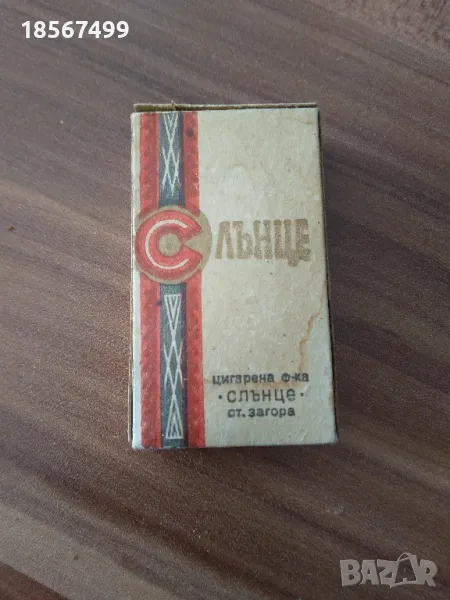 18567499
СЛЪНЦЕ
цигарена ф-ка
·СЛЪНЦЕ·
ст. загора
BAZAR